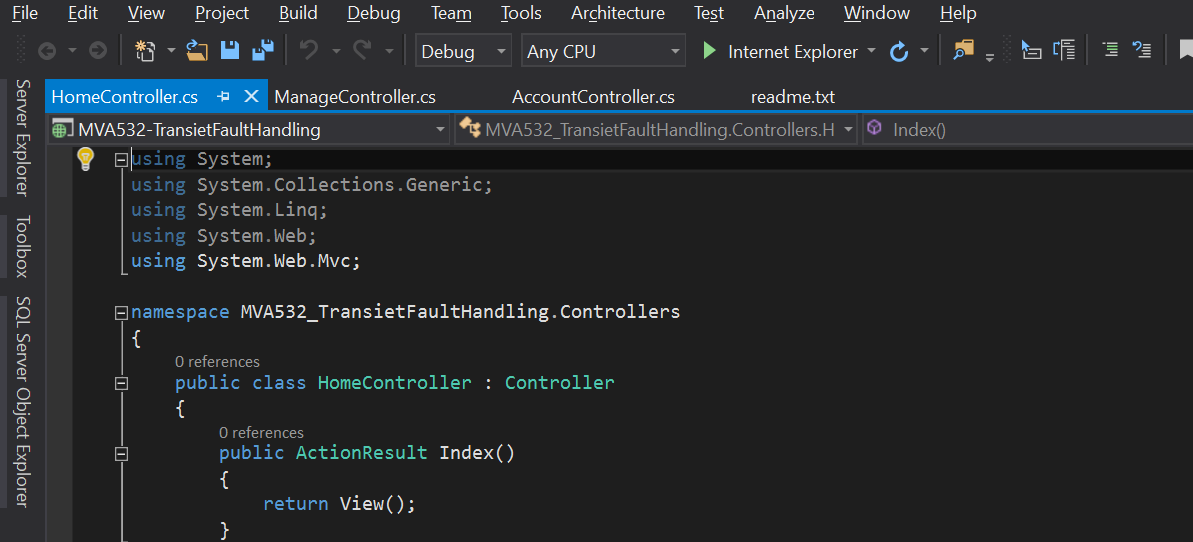 File Edit View Project Build Debug Team Tools Architecture Test Analyze Window Help
Debug Any CPU Internet Explorer
HomeController.cs ManageController.cs AccountController.cs readme.txt
MVA532-TransietFaultHandling MVA532_TransietFaultHandling.Controllers.H Index()
Server Explorer
Toolbox
SQL Server Object Explorer
using System;
using System.Collections.Generic;
using System.Linq;
using System.Web;
using System.Web.Mvc;
namespace MVA532_TransietFaultHandling.Controllers
{
0 references
public class HomeController : Controller
{
0 references
public ActionResult Index()
{
return View();
}